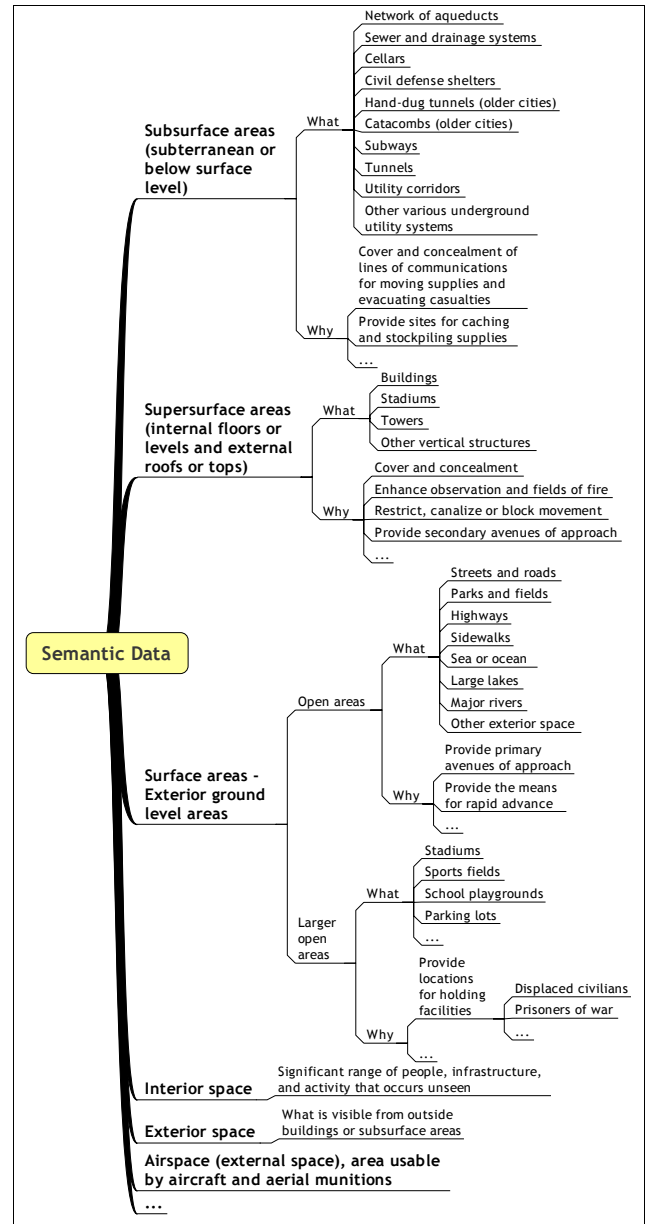 Semantic Data
Subsurface areas
(subterranean or
below surface
level)
What
Network of aqueducts
Sewer and drainage systems
Cellars
Civil defense shelters
Hand-dug tunnels (older cities)
Catacombs (older cities)
Subways
Tunnels
Utility corridors
Other various underground
utility systems
Why
Cover and concealment of
lines of communications
for moving supplies and
evacuating casualties
Provide sites for caching
and stockpiling supplies
...
Supersurface areas
(internal floors or
levels and external
roofs or tops)
What
Buildings
Stadiums
Towers
Other vertical structures
Why
Cover and concealment
Enhance observation and fields of fire
Restrict, canalize or block movement
Provide secondary avenues of approach
...
Surface areas -
Exterior ground
level areas
Open areas
What
Streets and roads
Parks and fields
Highways
Sidewalks
Sea or ocean
Large lakes
Major rivers
Other exterior space
Why
Provide primary
avenues of approach
Provide the means
for rapid advance
...
Larger
open
areas
What
Stadiums
Sports fields
School playgrounds
Parking lots
...
Why
Provide
locations
for holding
facilities
Displaced civilians
Prisoners of war
...
...
Interior space
Significant range of people, infrastructure,
and activity that occurs unseen
Exterior space
What is visible from outside
buildings or subsurface areas
Airspace (external space), area usable
by aircraft and aerial munitions
...